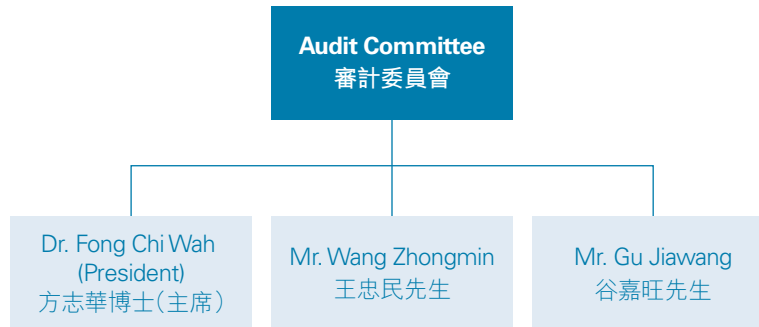 Audit Committee
審計委員會
Dr. Fong Chi Wah
(President)
方志華博士(主席)
Mr. Wang Zhongmin
王忠民先生
Mr. Gu Jiawang
谷嘉旺先生